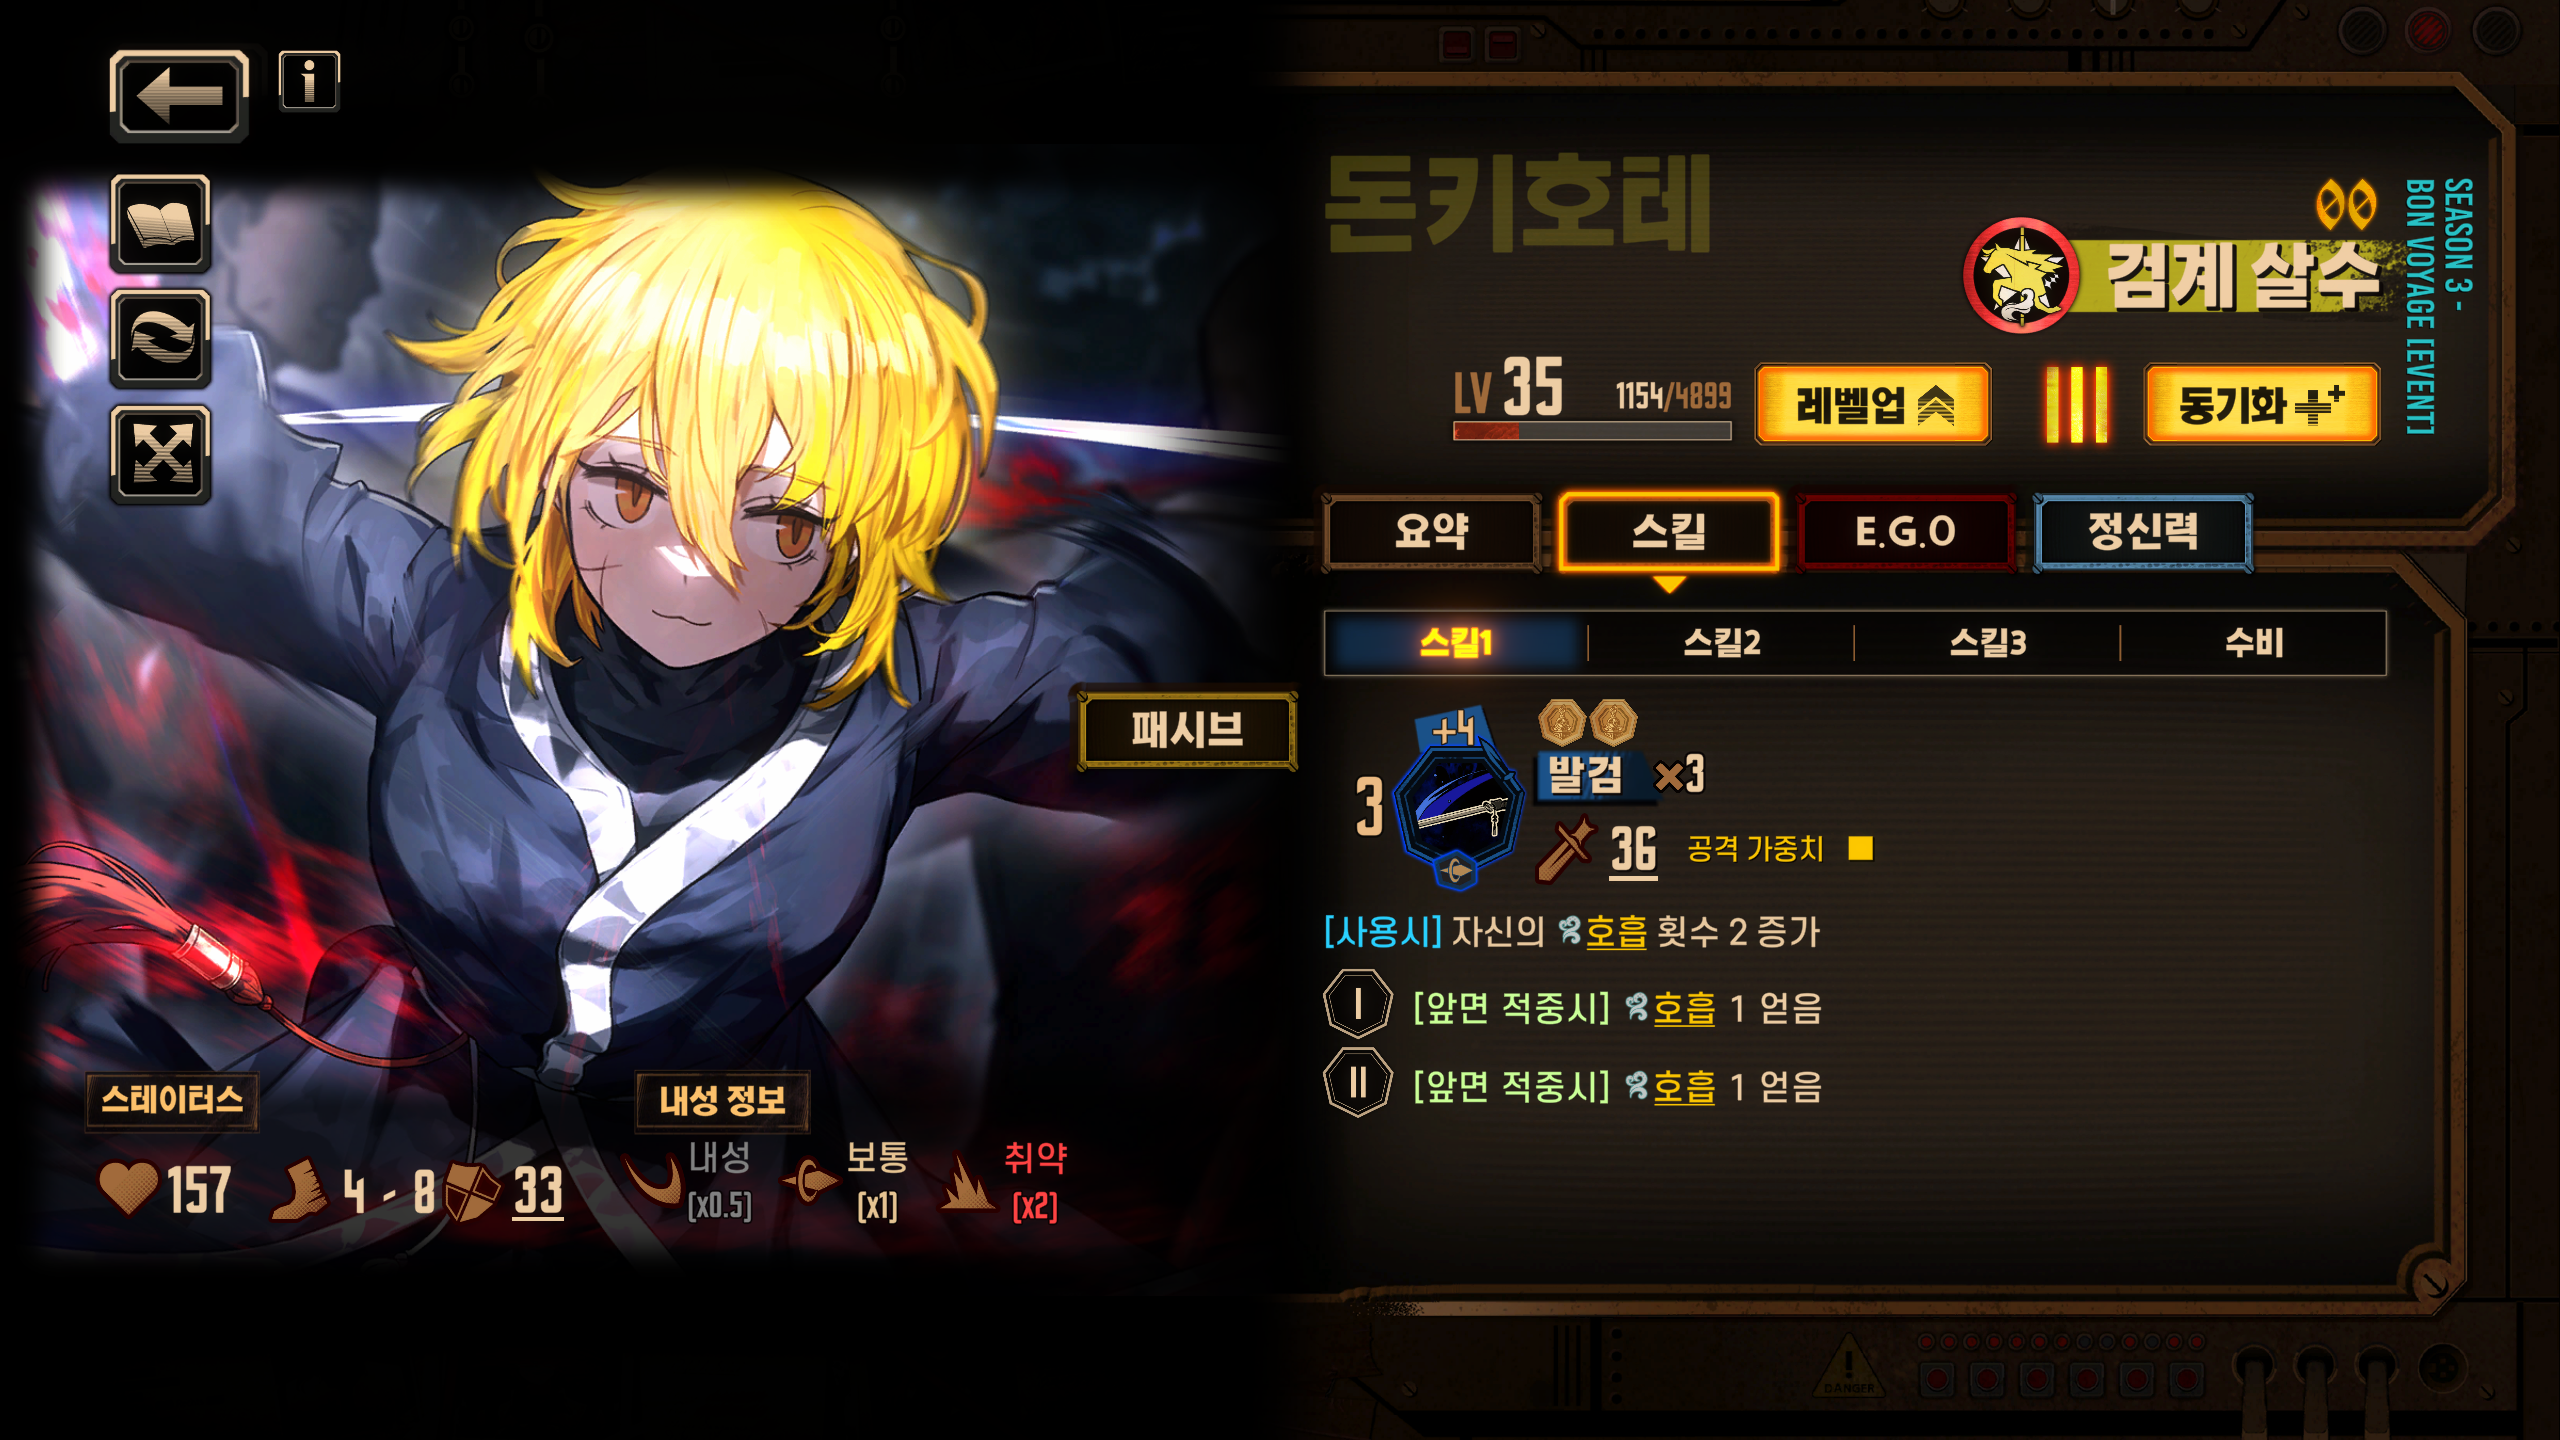 돈키호테
검계 살수
SEASON 3 -
BON VOYAGE [EVENT]
LV 35 1154/4899 레벨업 동기화
요약 스킬 E.G.O 정신력
스킬1 스킬2 스킬3 수비
패시브
+4
3 발검 ×3
36 공격 가중치
[사용시] 자신의 호흡 횟수 2 증가
I [앞면 적중시] 호흡 1 얻음
II [앞면 적중시] 호흡 1 얻음
스테이터스 내성 정보
157 4 - 8 33
내성 보통 취약
[x0.5] [x1] [x2]
DANGER